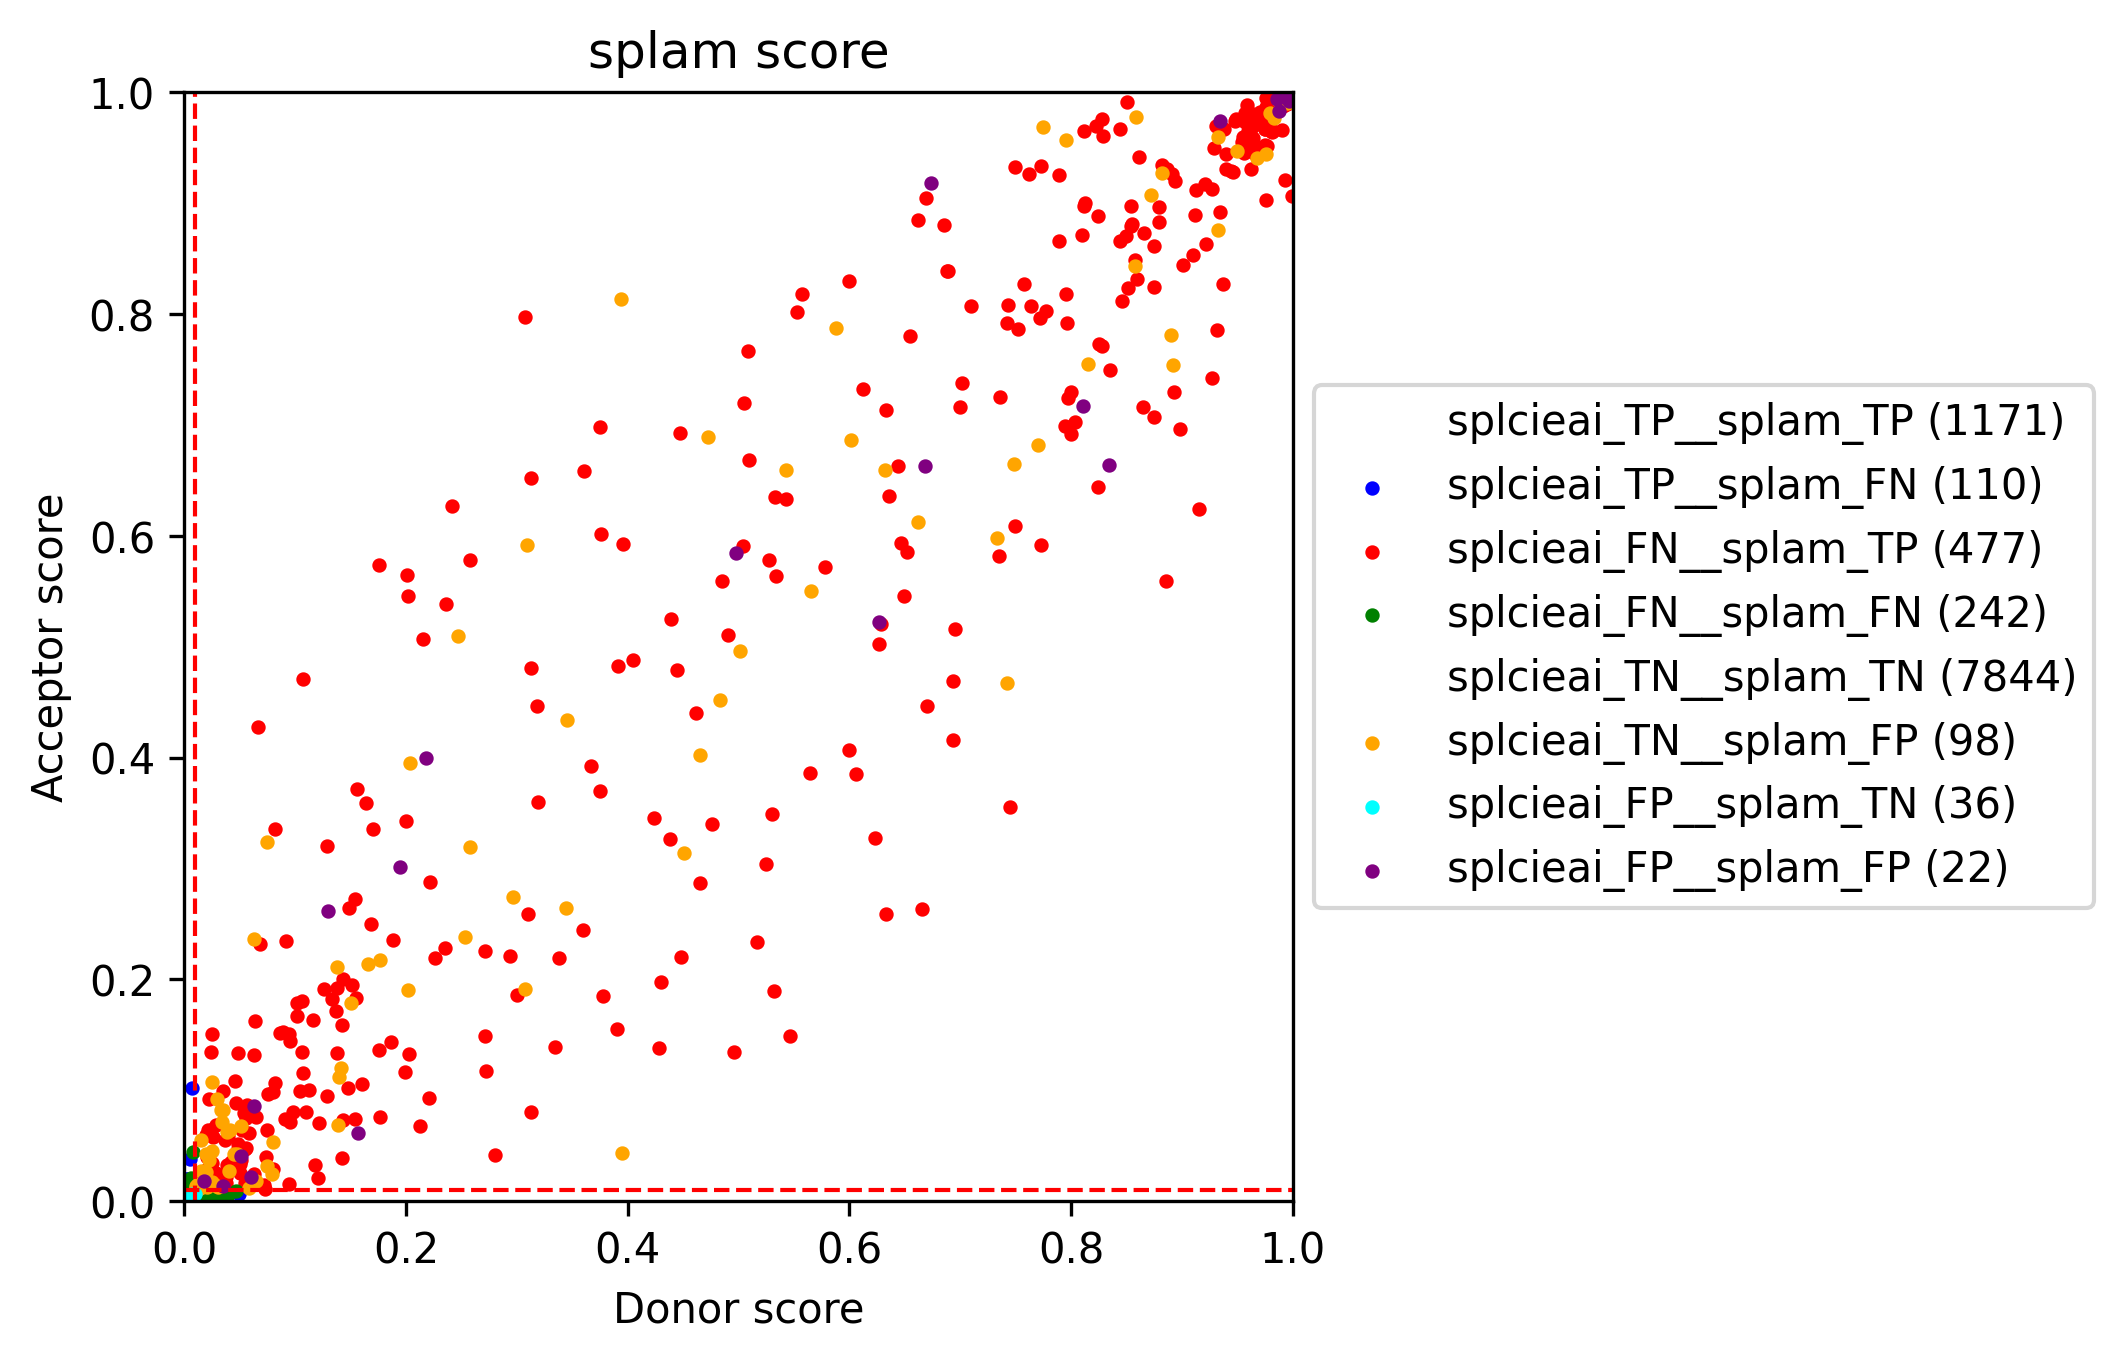 splam score
Acceptor score
1.0
0.8
0.6
0.4
0.2
0.0
0.0 0.2 0.4 0.6 0.8 1.0
Donor score
splcieai_TP__splam_TP (1171)
splcieai_TP__splam_FN (110)
splcieai_FN__splam_TP (477)
splcieai_FN__splam_FN (242)
splcieai_TN__splam_TN (7844)
splcieai_TN__splam_FP (98)
splcieai_FP__splam_TN (36)
splcieai_FP__splam_FP (22)